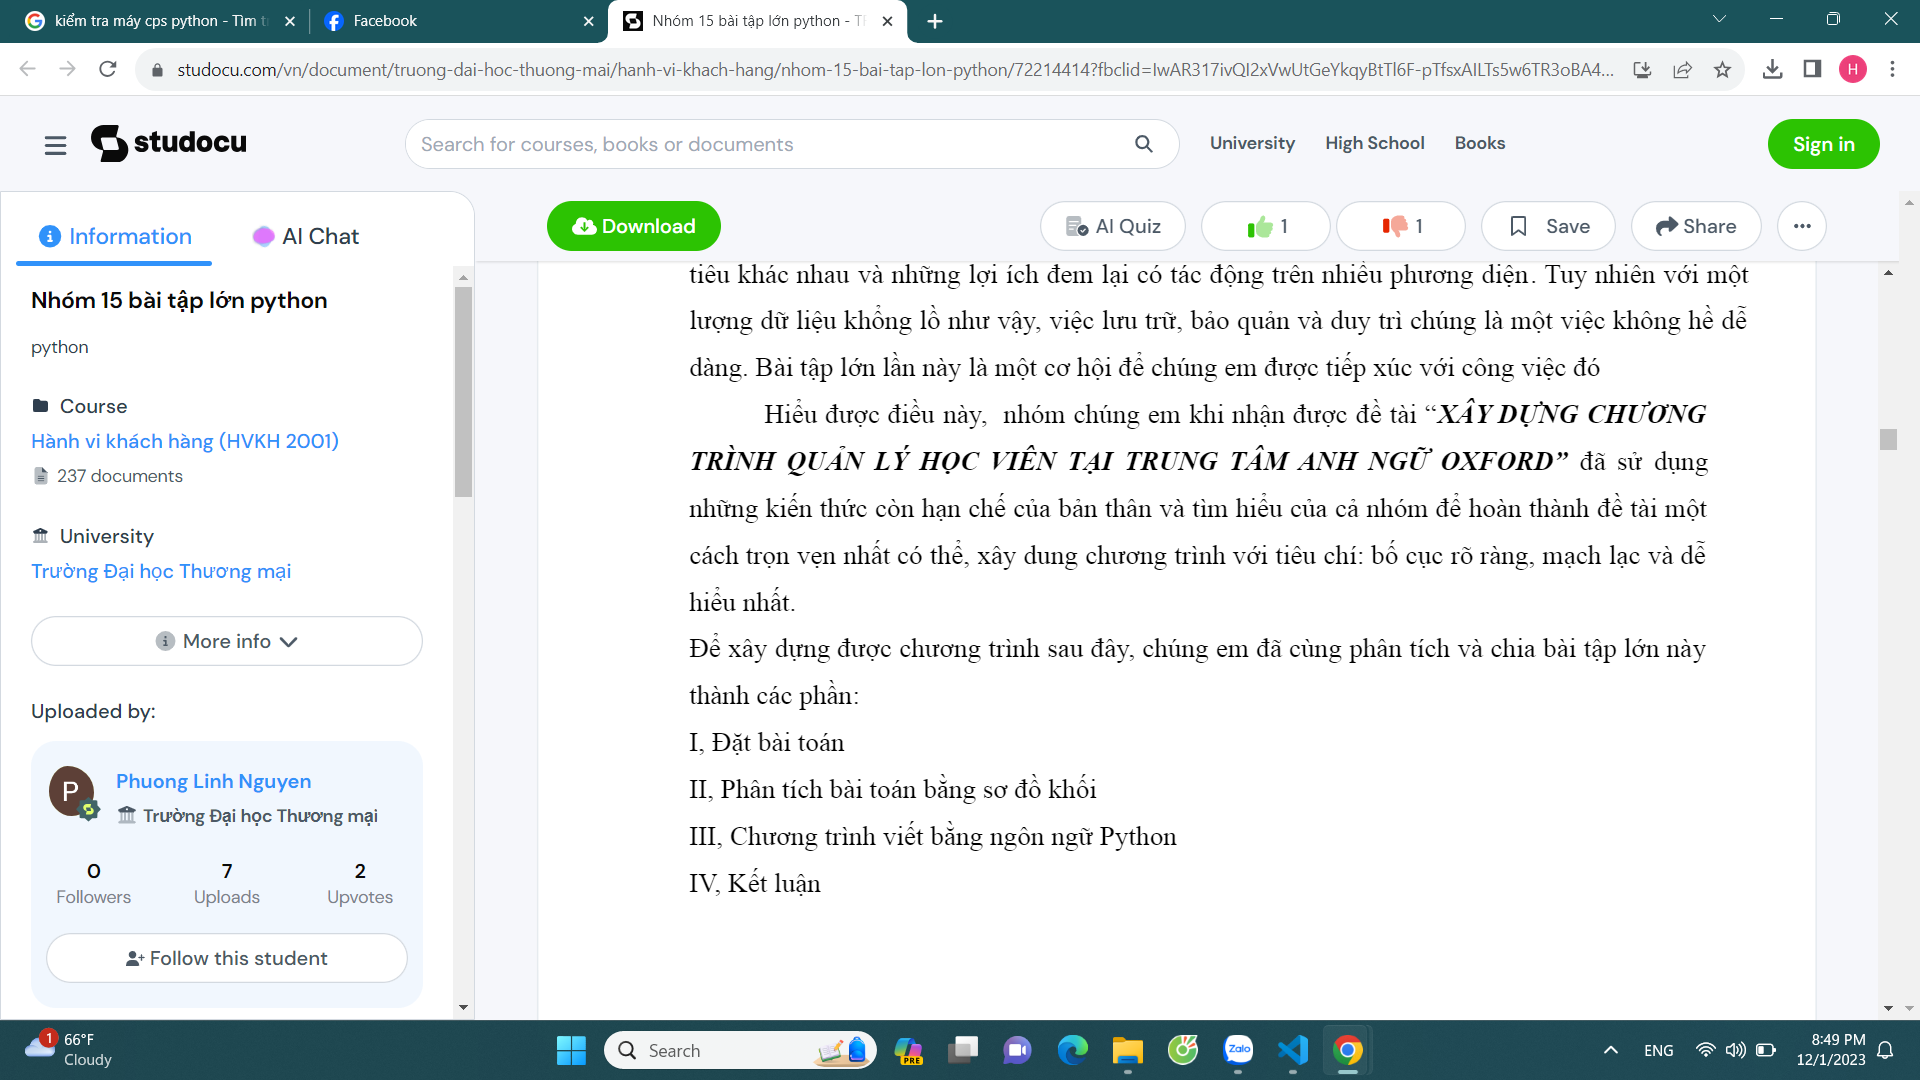 kiểm tra máy cps python - Tìm t
Facebook
Nhóm 15 bài tập lớn python - T
studocu.com/vn/document/truong-dai-hoc-thuong-mai/hanh-vi-khach-hang/nhom-15-bai-tap-lon-python/72214414?fbclid=IwAR317ivQI2xVwUtGeYkqyBtTl6F-pTfsxAILTs5w6TR3oBA4...
H
studocu
Search for courses, books or documents
University
High School
Books
Sign in
Information
AI Chat
Download
AI Quiz
1
1
Save
Share
Nhóm 15 bài tập lớn python
python
Course
Hành vi khách hàng (HVKH 2001)
237 documents
University
Trường Đại học Thương mại
More info
Uploaded by:
P
Phuong Linh Nguyen
Trường Đại học Thương mại
0 7 2
Followers Uploads Upvotes
Follow this student
tiêu khác nhau và những lợi ích đem lại có tác động trên nhiều phương diện. Tuy nhiên với một
lượng dữ liệu khổng lồ như vậy, việc lưu trữ, bảo quản và duy trì chúng là một việc không hề dễ
dàng. Bài tập lớn lần này là một cơ hội để chúng em được tiếp xúc với công việc đó
Hiểu được điều này, nhóm chúng em khi nhận được đề tài “XÂY DỰNG CHƯƠNG
TRÌNH QUẢN LÝ HỌC VIÊN TẠI TRUNG TÂM ANH NGỮ OXFORD” đã sử dụng
những kiến thức còn hạn chế của bản thân và tìm hiểu của cả nhóm để hoàn thành đề tài một
cách trọn vẹn nhất có thể, xây dung chương trình với tiêu chí: bố cục rõ ràng, mạch lạc và dễ
hiểu nhất.
Để xây dựng được chương trình sau đây, chúng em đã cùng phân tích và chia bài tập lớn này
thành các phần:
I, Đặt bài toán
II, Phân tích bài toán bằng sơ đồ khối
III, Chương trình viết bằng ngôn ngữ Python
IV, Kết luận
1
66°F
Cloudy
Search
PRE
Zalo
ENG
8:49 PM
12/1/2023